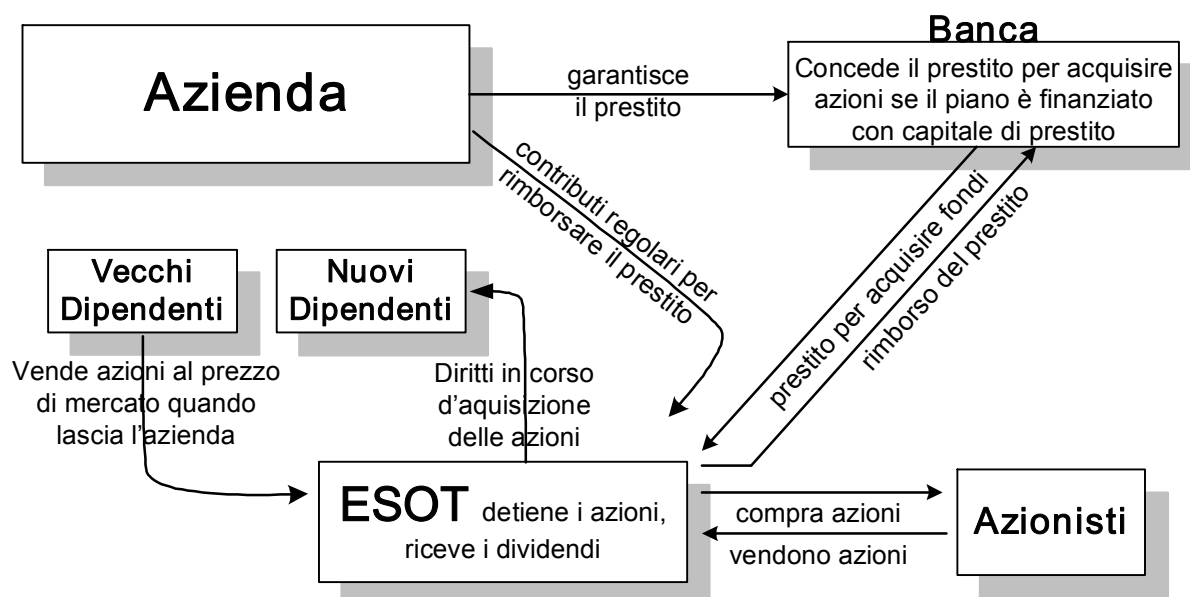 Azienda
garantisce
il prestito
Banca
Concede il prestito per acquisire
azioni se il piano è finanziato
con capitale di prestito
contributi regolari per
rimborsare il prestito
prestito per acquisire fondi
rimborso del prestito
Vecchi
Dipendenti
Nuovi
Dipendenti
Vende azioni al prezzo
di mercato quando
lascia l'azienda
Diritti in corso
d'aquisizione
delle azioni
ESOT detiene i azioni,
riceve i dividendi
compra azioni
vendono azioni
Azionisti